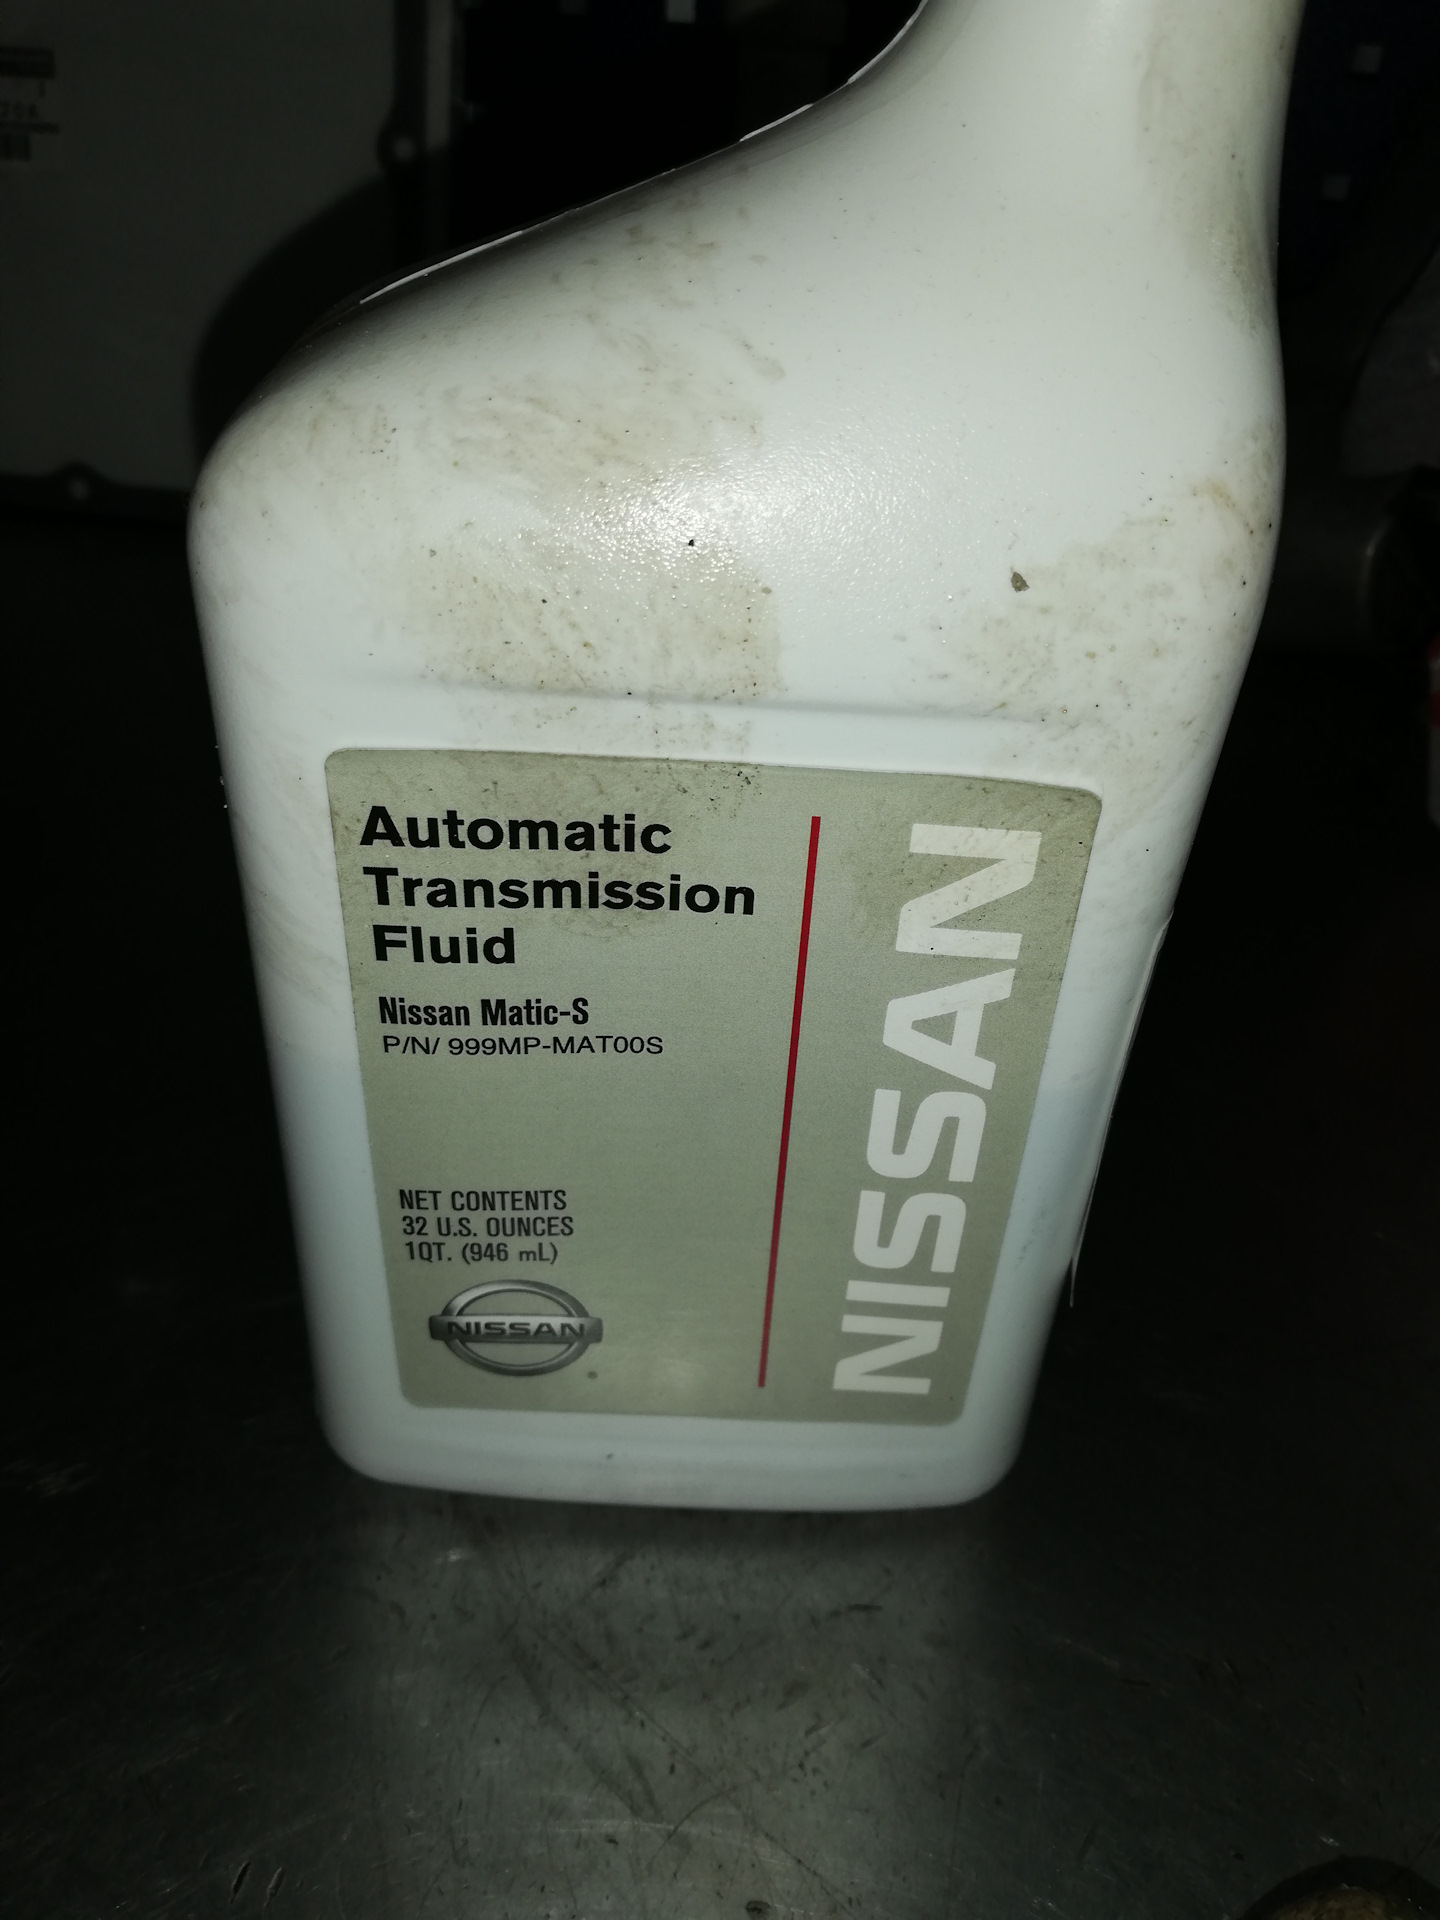 Automatic
Transmission
Fluid
Nissan Matic-S
P/N/ 999MP-MAT00S
NET CONTENTS
32 U.S. OUNCES
1QT. (946 mL)
NISSAN
NISSAN